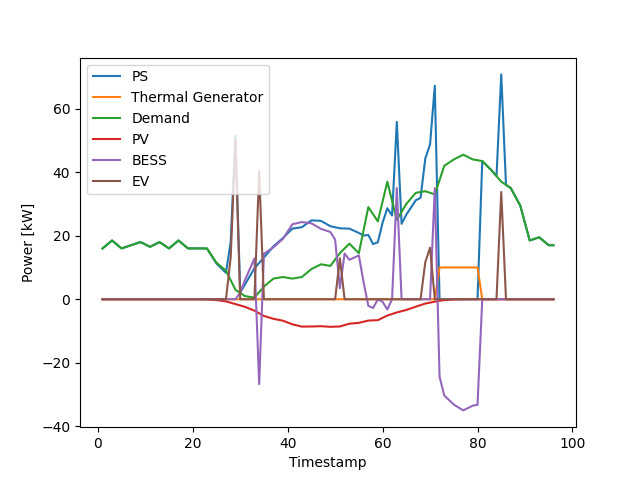 PS
Thermal Generator
Demand
PV
BESS
EV
Power [kW]
60
40
20
0
−20
−40
0 20 40 60 80 100
Timestamp